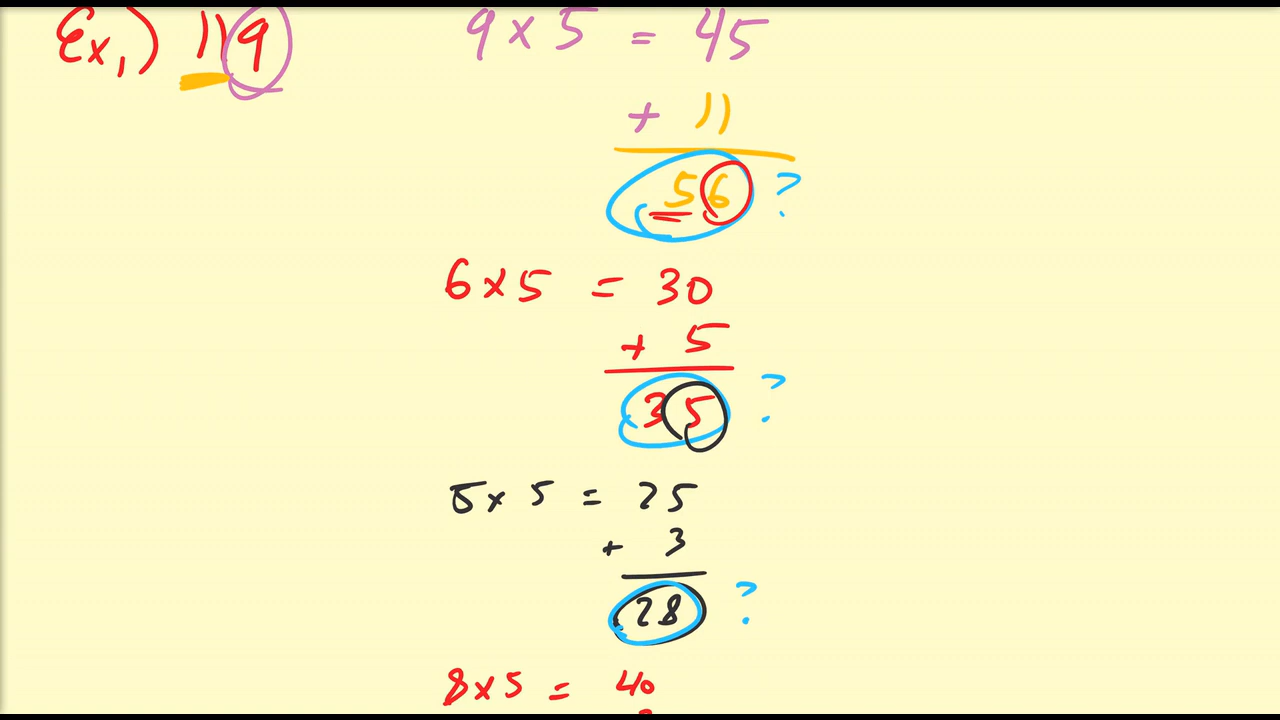 Ex,) 119
9 x 5 = 45
+ 11
56 ?
6 x 5 = 30
+ 5
35 ?
5 x 5 = 25
+ 3
28 ?
8 x 5 = 40